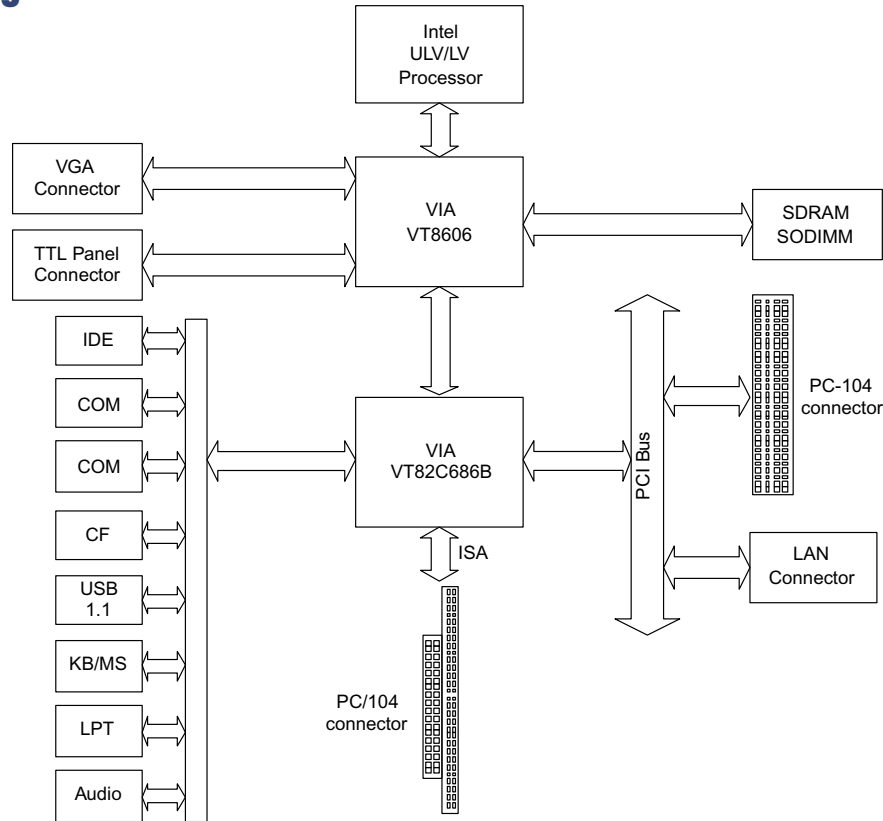 Intel
ULV/LV
Processor
VGA
Connector
VIA
VT8606
SDRAM
SODIMM
TTL Panel
Connector
IDE
COM
COM
CF
USB
1.1
KB/MS
LPT
Audio
VIA
VT82C686B
ISA
PC/104
connector
PCI Bus
PC-104
connector
LAN
Connector